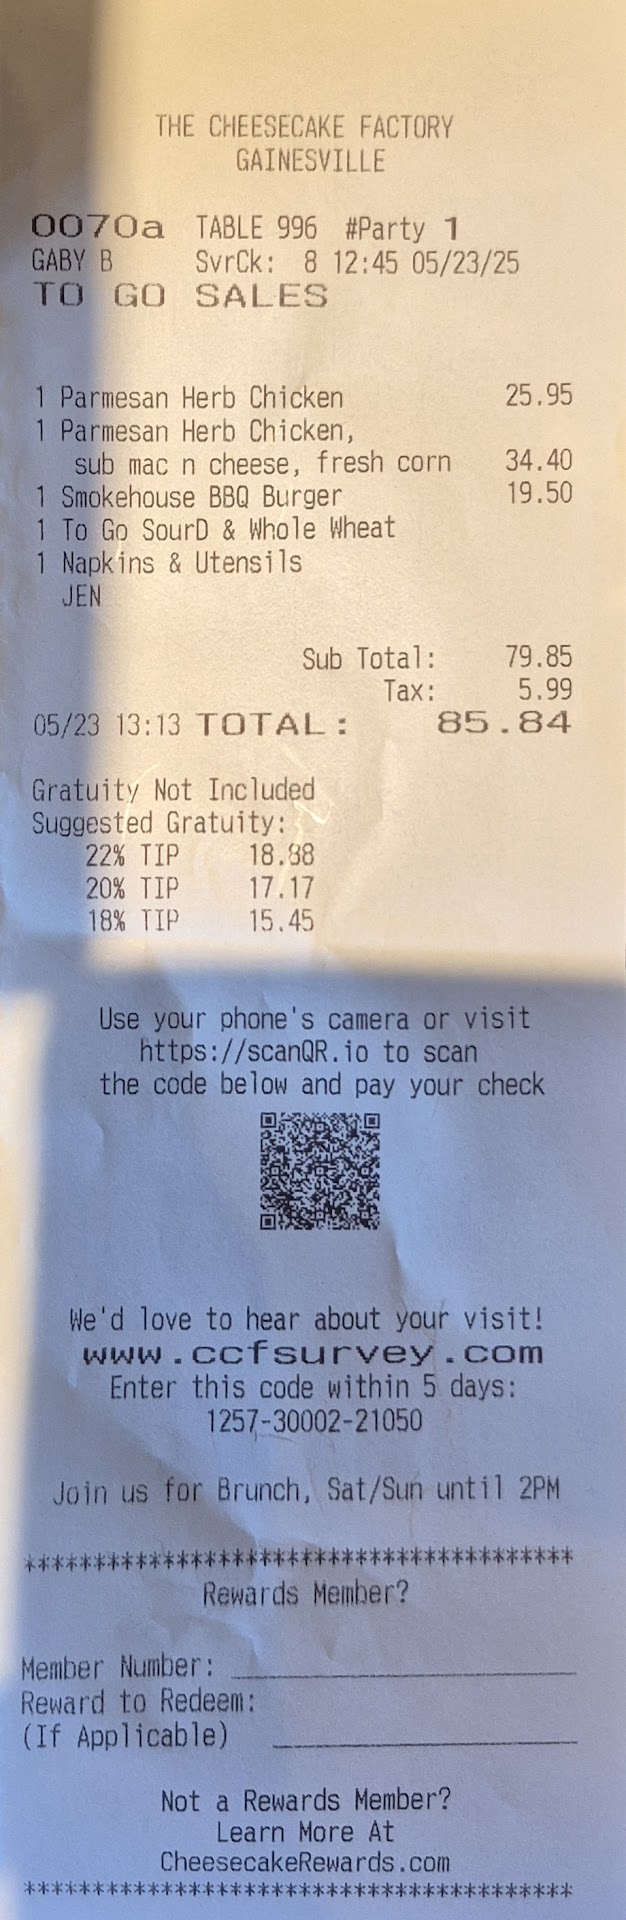 THE CHEESECAKE FACTORY
GAINESVILLE
0070a TABLE 996 #Party 1
GABY B SvrCk: 8 12:45 05/23/25
TO GO SALES
1 Parmesan Herb Chicken 25.95
1 Parmesan Herb Chicken,
sub mac n cheese, fresh corn 34.40
1 Smokehouse BBQ Burger 19.50
1 To Go SourD & Whole Wheat
1 Napkins & Utensils
JEN
Sub Total: 79.85
Tax: 5.99
05/23 13:13 TOTAL: 85.84
Gratuity Not Included
Suggested Gratuity:
22% TIP 18.88
20% TIP 17.17
18% TIP 15.45
Use your phone's camera or visit
https://scanQR.io to scan
the code below and pay your check
We'd love to hear about your visit!
www.ccfsurvey.com
Enter this code within 5 days:
1257-30002-21050
Join us for Brunch, Sat/Sun until 2PM
*****************************************
Rewards Member?
Member Number:
Reward to Redeem:
(If Applicable)
Not a Rewards Member?
Learn More At
CheesecakeRewards.com
*****************************************